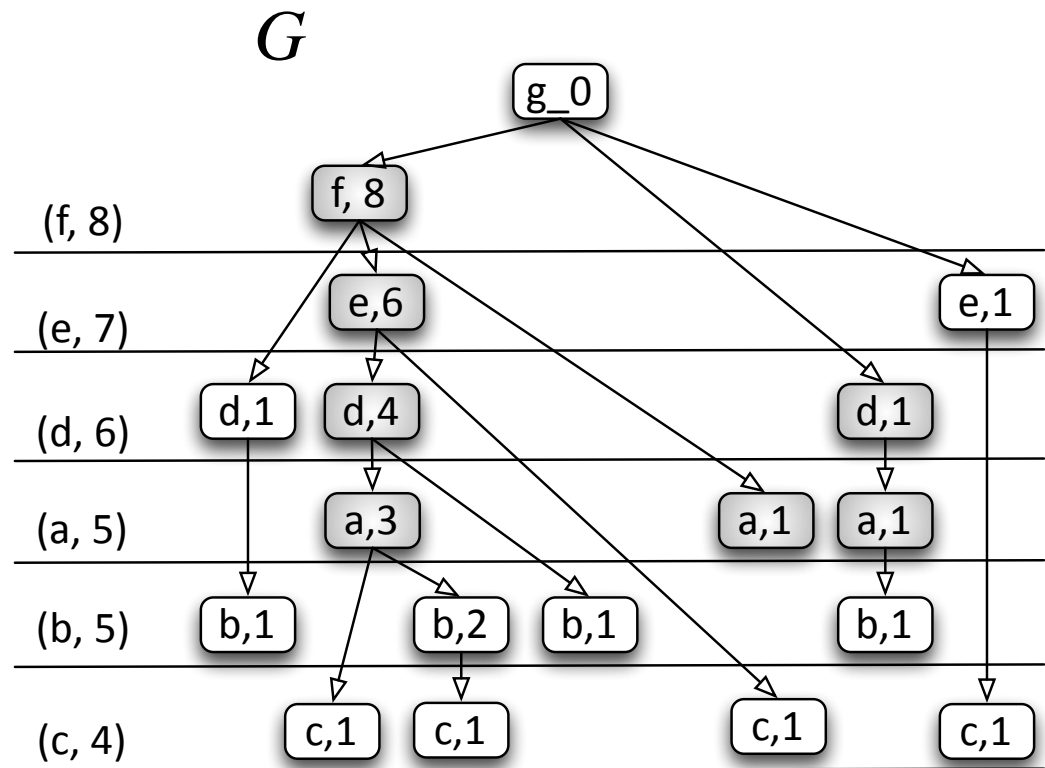 G
g_0
f, 8
(f, 8)
e,6
e,1
(e, 7)
d,1 d,4 d,1
(d, 6)
a,3 a,1 a,1
(a, 5)
b,1 b,2 b,1 b,1
(b, 5)
c,1 c,1 c,1 c,1
(c, 4)